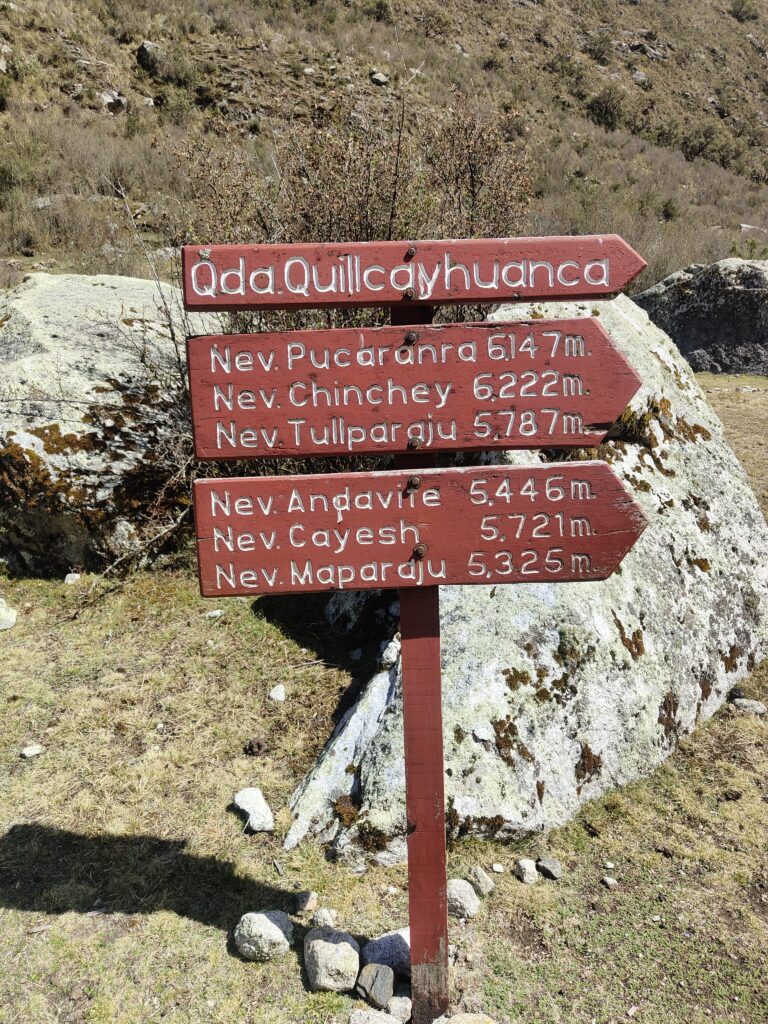 Qda. Quillcayhuanca
Nev. Pucaranra 6,147 m.
Nev. Chinchey 6,222 m.
Nev. Tullparaju 5,787 m.
Nev. Andavite 5,446 m.
Nev. Cayesh 5,721 m.
Nev. Maparaju 5,325 m.